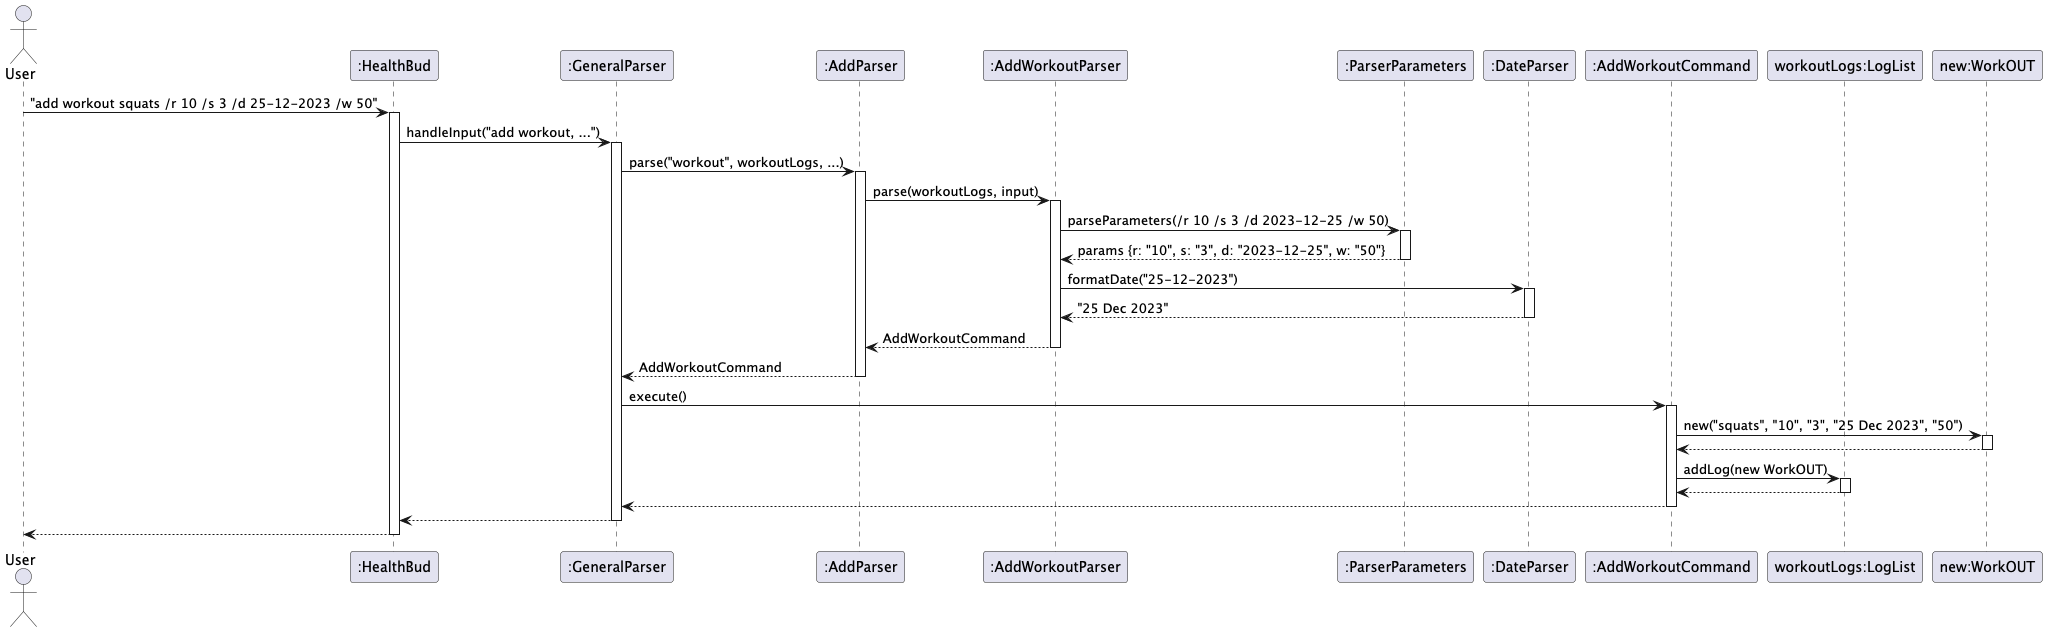 User
:HealthBud
:GeneralParser
:AddParser
:AddWorkoutParser
:ParserParameters
:DateParser
:AddWorkoutCommand
workoutLogs:LogList
new:WorkOUT
"add workout squats /r 10 /s 3 /d 25-12-2023 /w 50"
handleInput("add workout, ...")
parse("workout", workoutLogs, ...)
parse(workoutLogs, input)
parseParameters(/r 10 /s 3 /d 2023-12-25 /w 50)
params {r: "10", s: "3", d: "2023-12-25", w: "50"}
formatDate("25-12-2023")
"25 Dec 2023"
AddWorkoutCommand
AddWorkoutCommand
execute()
new("squats", "10", "3", "25 Dec 2023", "50")
addLog(new WorkOUT)
User
:HealthBud
:GeneralParser
:AddParser
:AddWorkoutParser
:ParserParameters
:DateParser
:AddWorkoutCommand
workoutLogs:LogList
new:WorkOUT